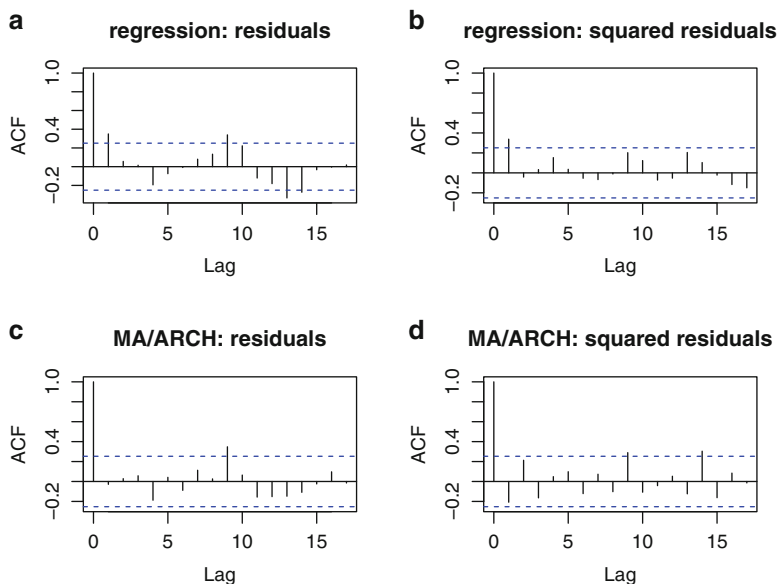 a
regression: residuals
ACF
−0.2 0.4 1.0
0 5 10 15
Lag
b
regression: squared residuals
ACF
−0.2 0.4 1.0
0 5 10 15
Lag
c
MA/ARCH: residuals
ACF
−0.2 0.4 1.0
0 5 10 15
Lag
d
MA/ARCH: squared residuals
ACF
−0.2 0.4 1.0
0 5 10 15
Lag